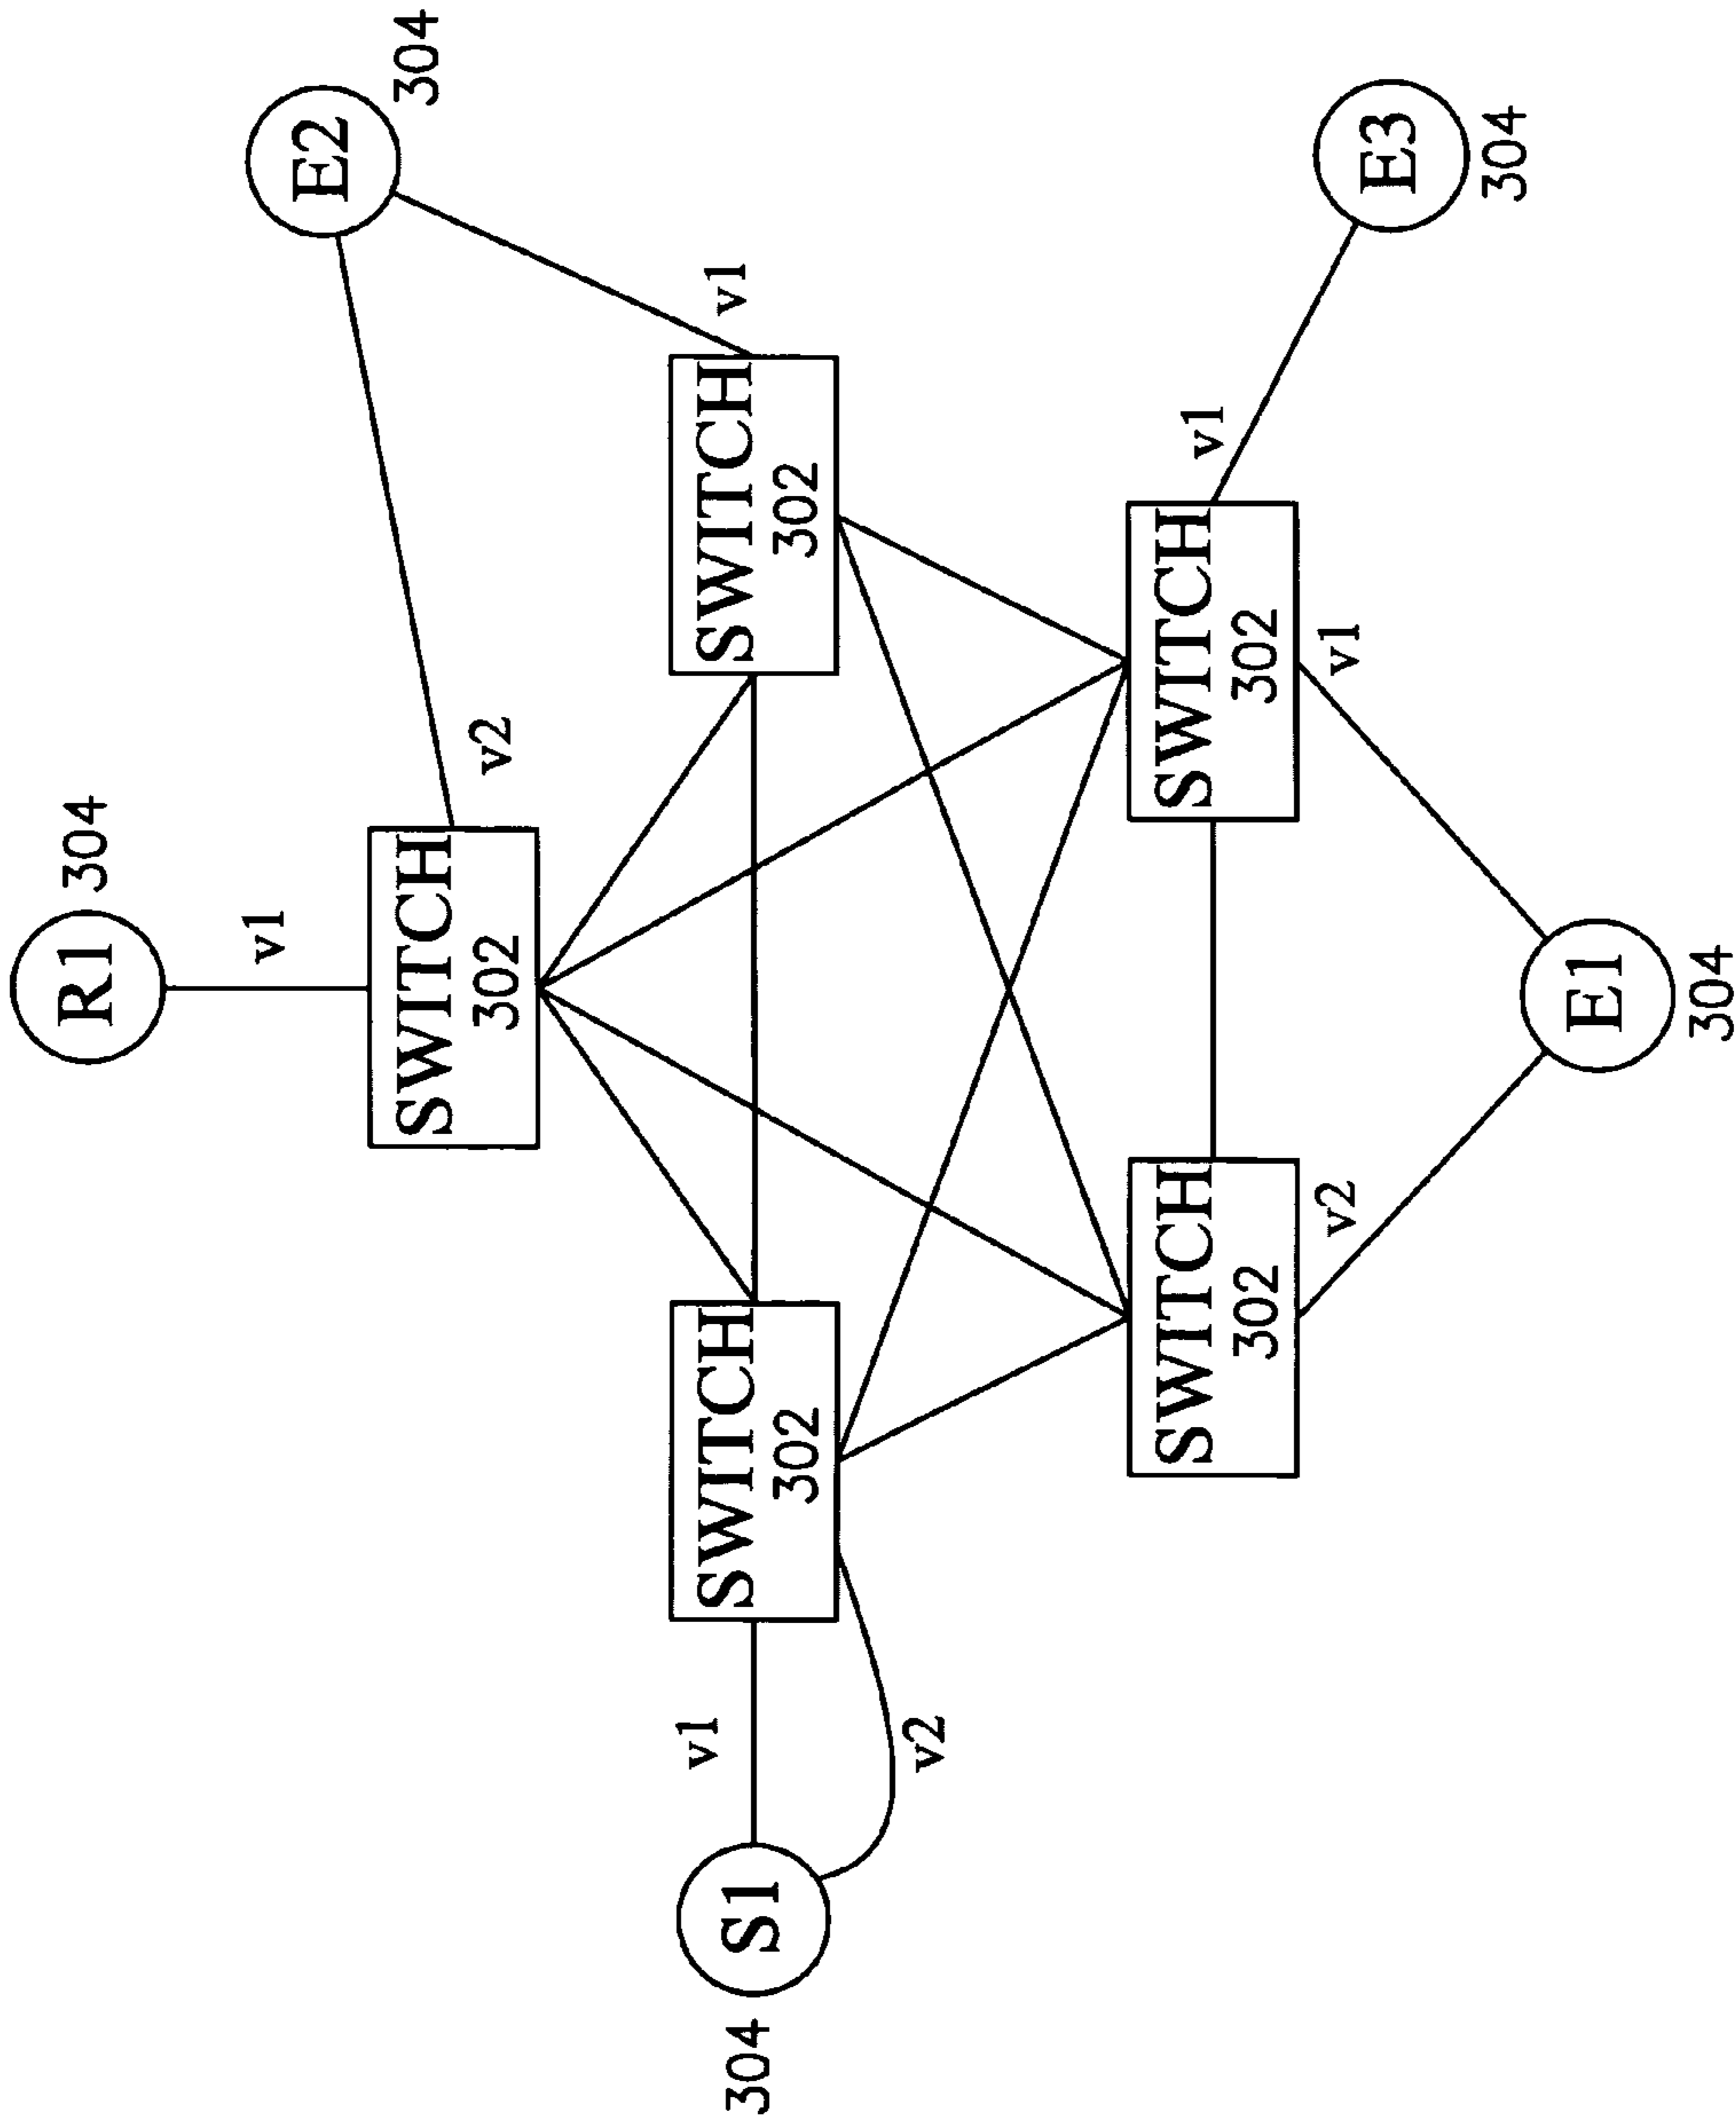 R1 304
v1
E2
304
SWITCH
302 v2
v1
304 S1
SWITCH
302
SWITCH
302
v1
v2
SWITCH
302
SWITCH
302
v1
v2
v1
E3
304
E1
304